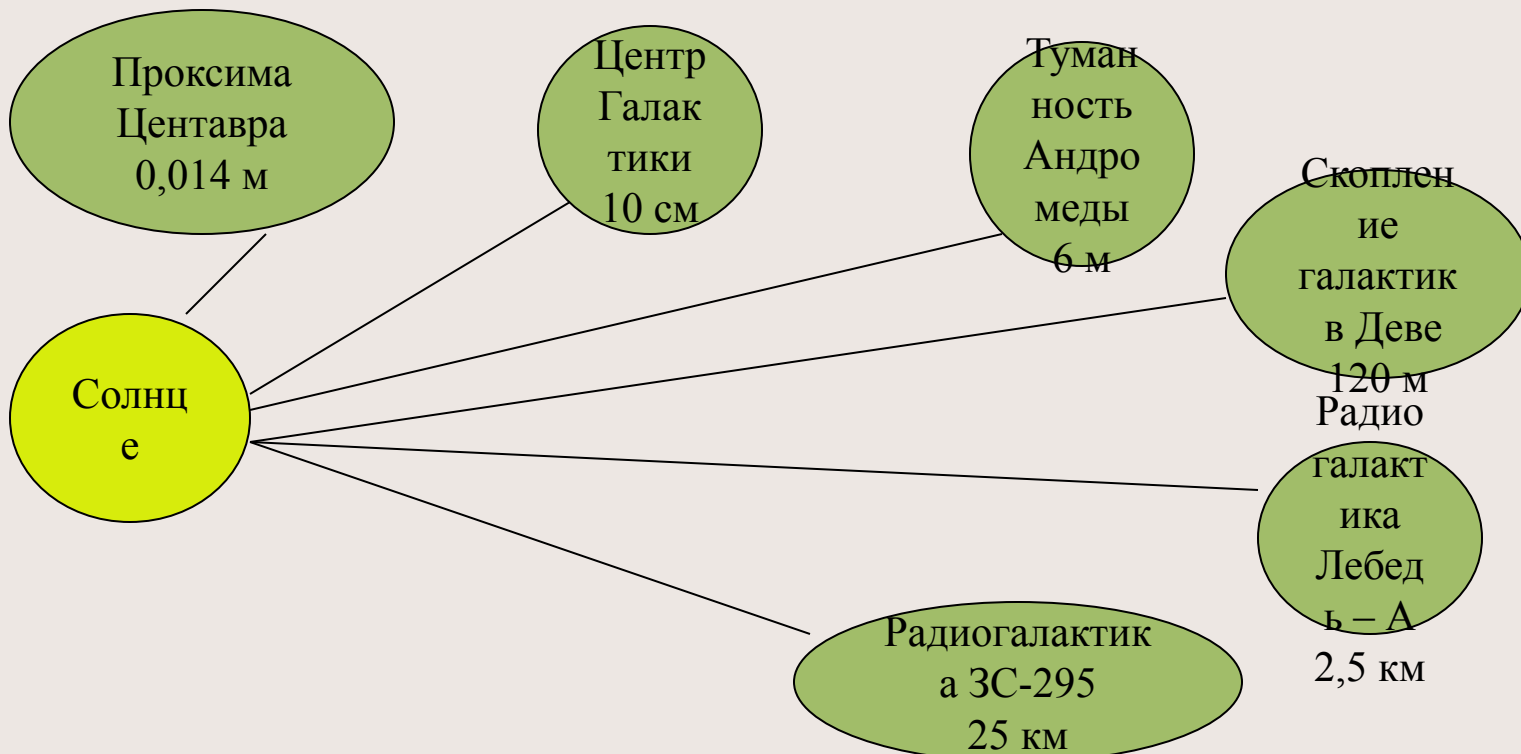 Проксима
Центавра
0,014 м
Центр
Галак
тики
10 см
Туман
ность
Андро
меды
6 м
Скоплен
ие
галактик
в Деве
120 м
Солнц
е
Радио
галакт
ика
Лебед
ь – А
2,5 км
Радиогалактик
а 3С-295
25 км